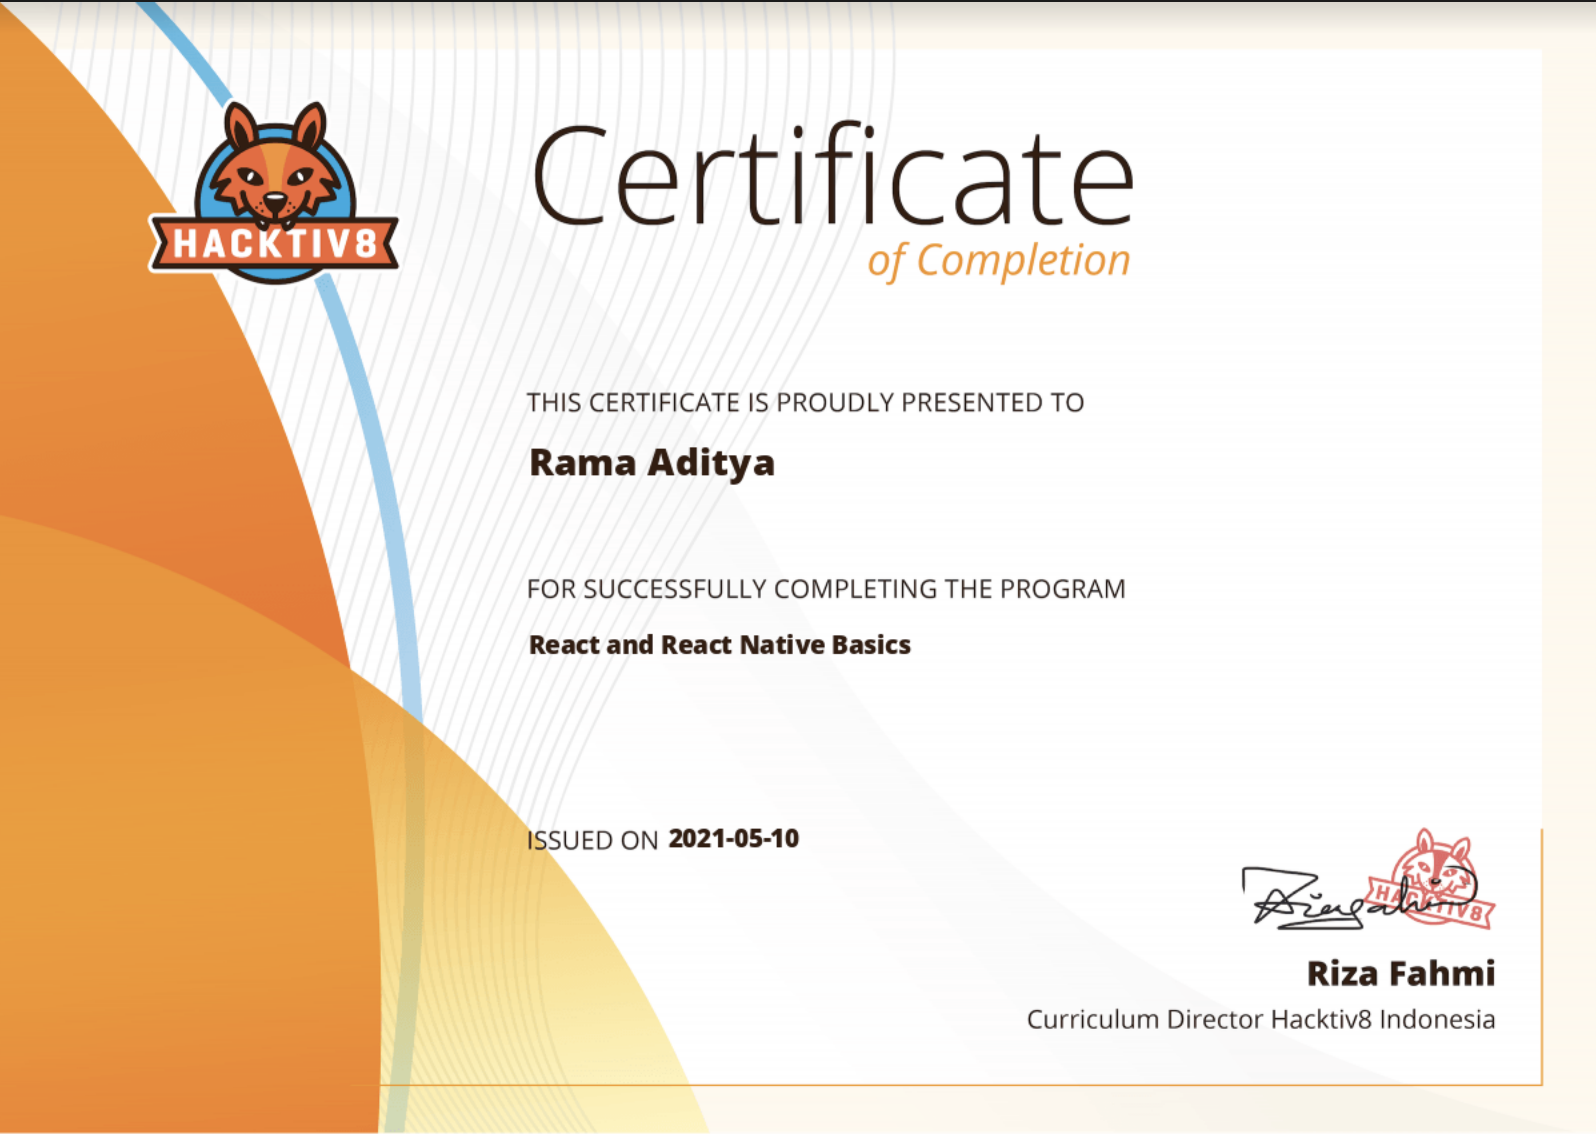 HACKTIV8
Certificate
of Completion
THIS CERTIFICATE IS PROUDLY PRESENTED TO
Rama Aditya
FOR SUCCESSFULLY COMPLETING THE PROGRAM
React and React Native Basics
ISSUED ON 2021-05-10
HACKTIV8
Riza Fahmi
Curriculum Director Hacktiv8 Indonesia